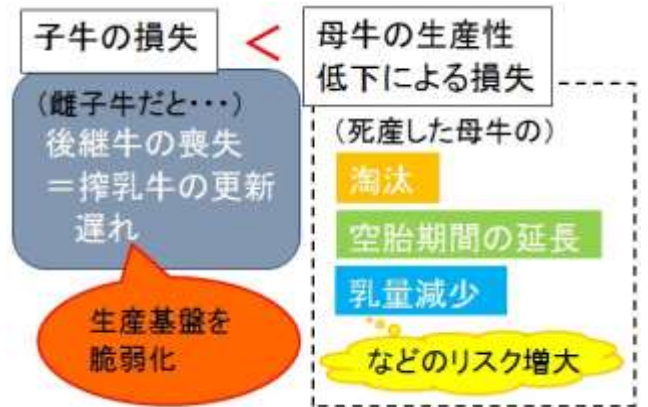 子牛の損失
<
母牛の生産性
低下による損失
(雌子牛だと・・・)
後継牛の喪失
＝搾乳牛の更新
遅れ
生産基盤を
脆弱化
(死産した母牛の)
淘汰
空胎期間の延長
乳量減少
などのリスク増大